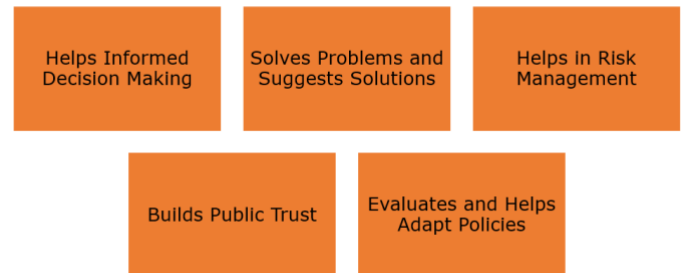 Helps Informed
Decision Making
Solves Problems and
Suggests Solutions
Helps in Risk
Management
Builds Public Trust
Evaluates and Helps
Adapt Policies